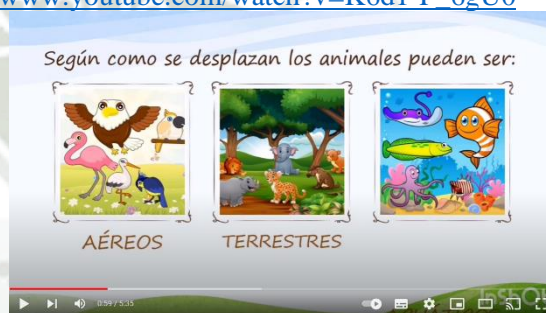 Según como se desplazan los animales pueden ser:
AÉREOS
TERRESTRES
0:59 / 5:35